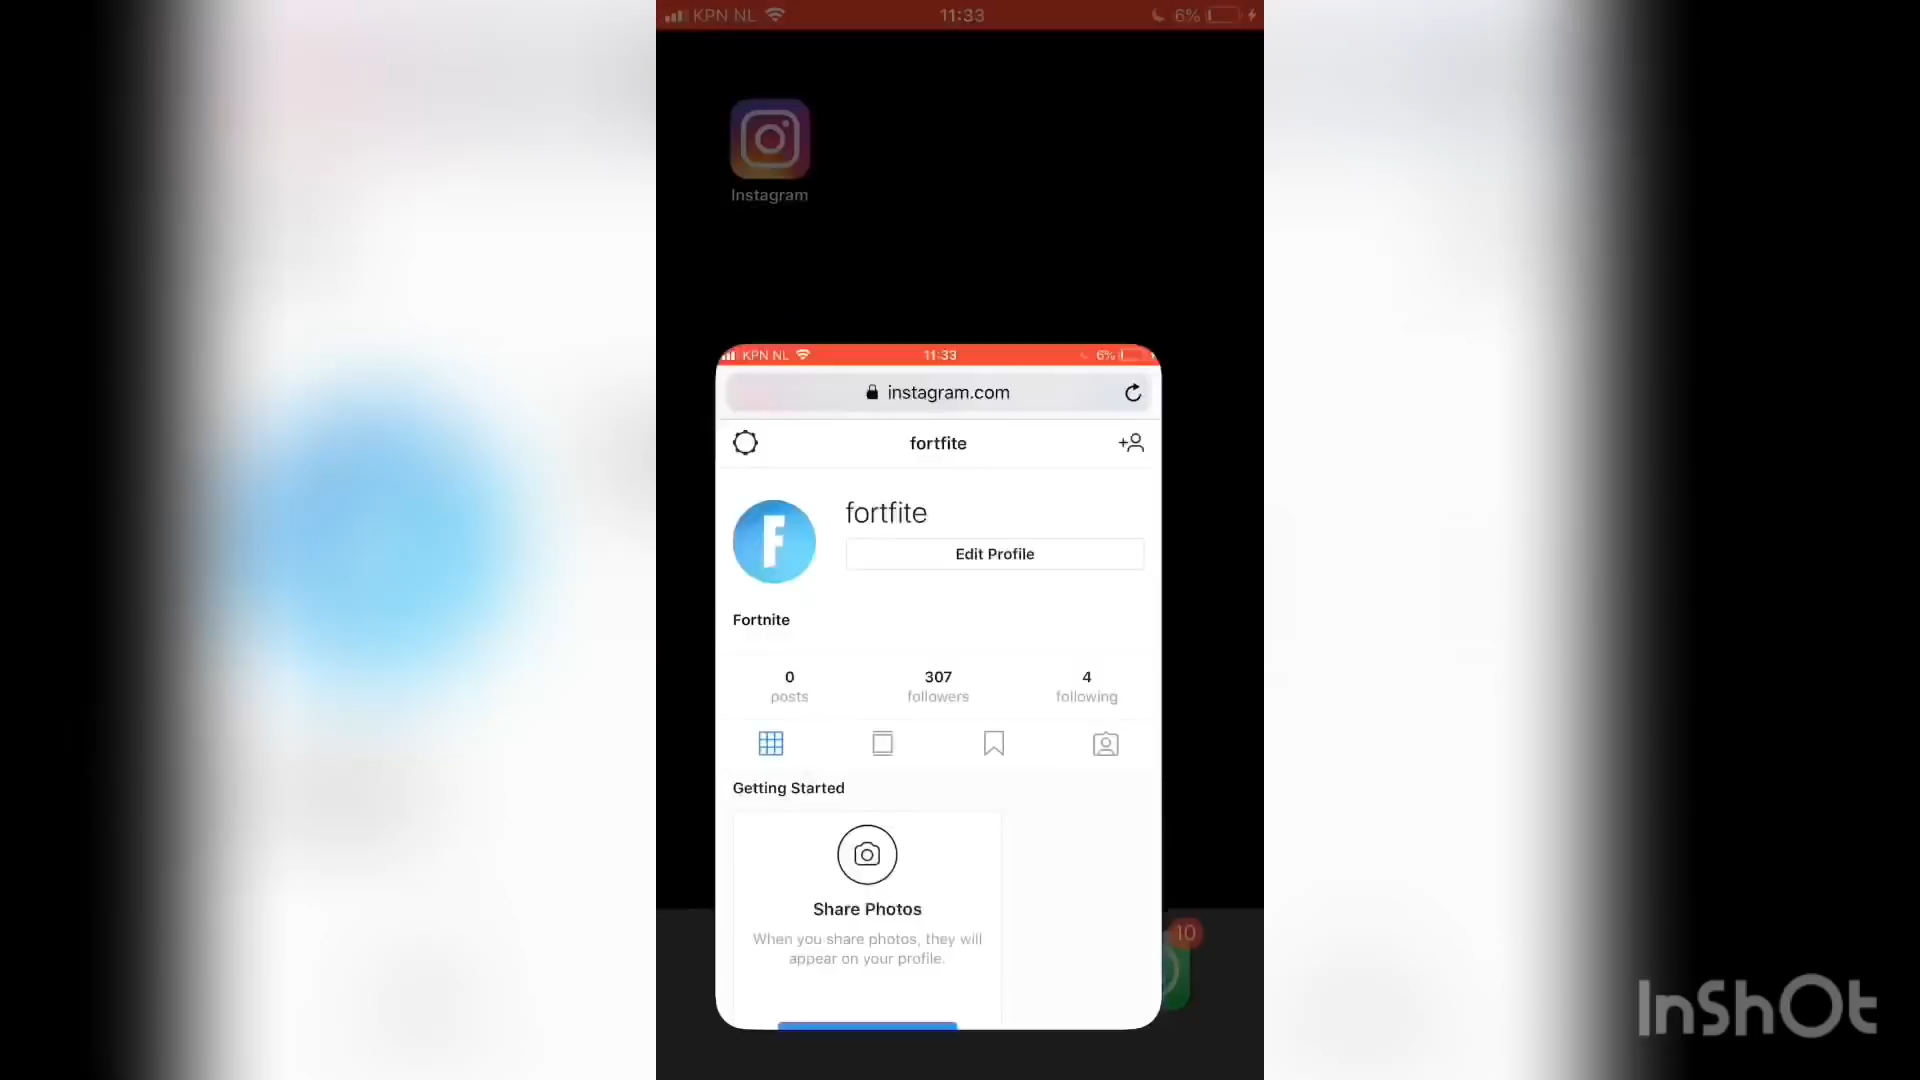 KPN NL 11:33 6%
Instagram
KPN NL 11:33 6%
instagram.com
fortfite
F
fortfite
Edit Profile
Fortnite
0 307 4
posts followers following
Getting Started
Share Photos
When you share photos, they will
appear on your profile.
10
InShOt